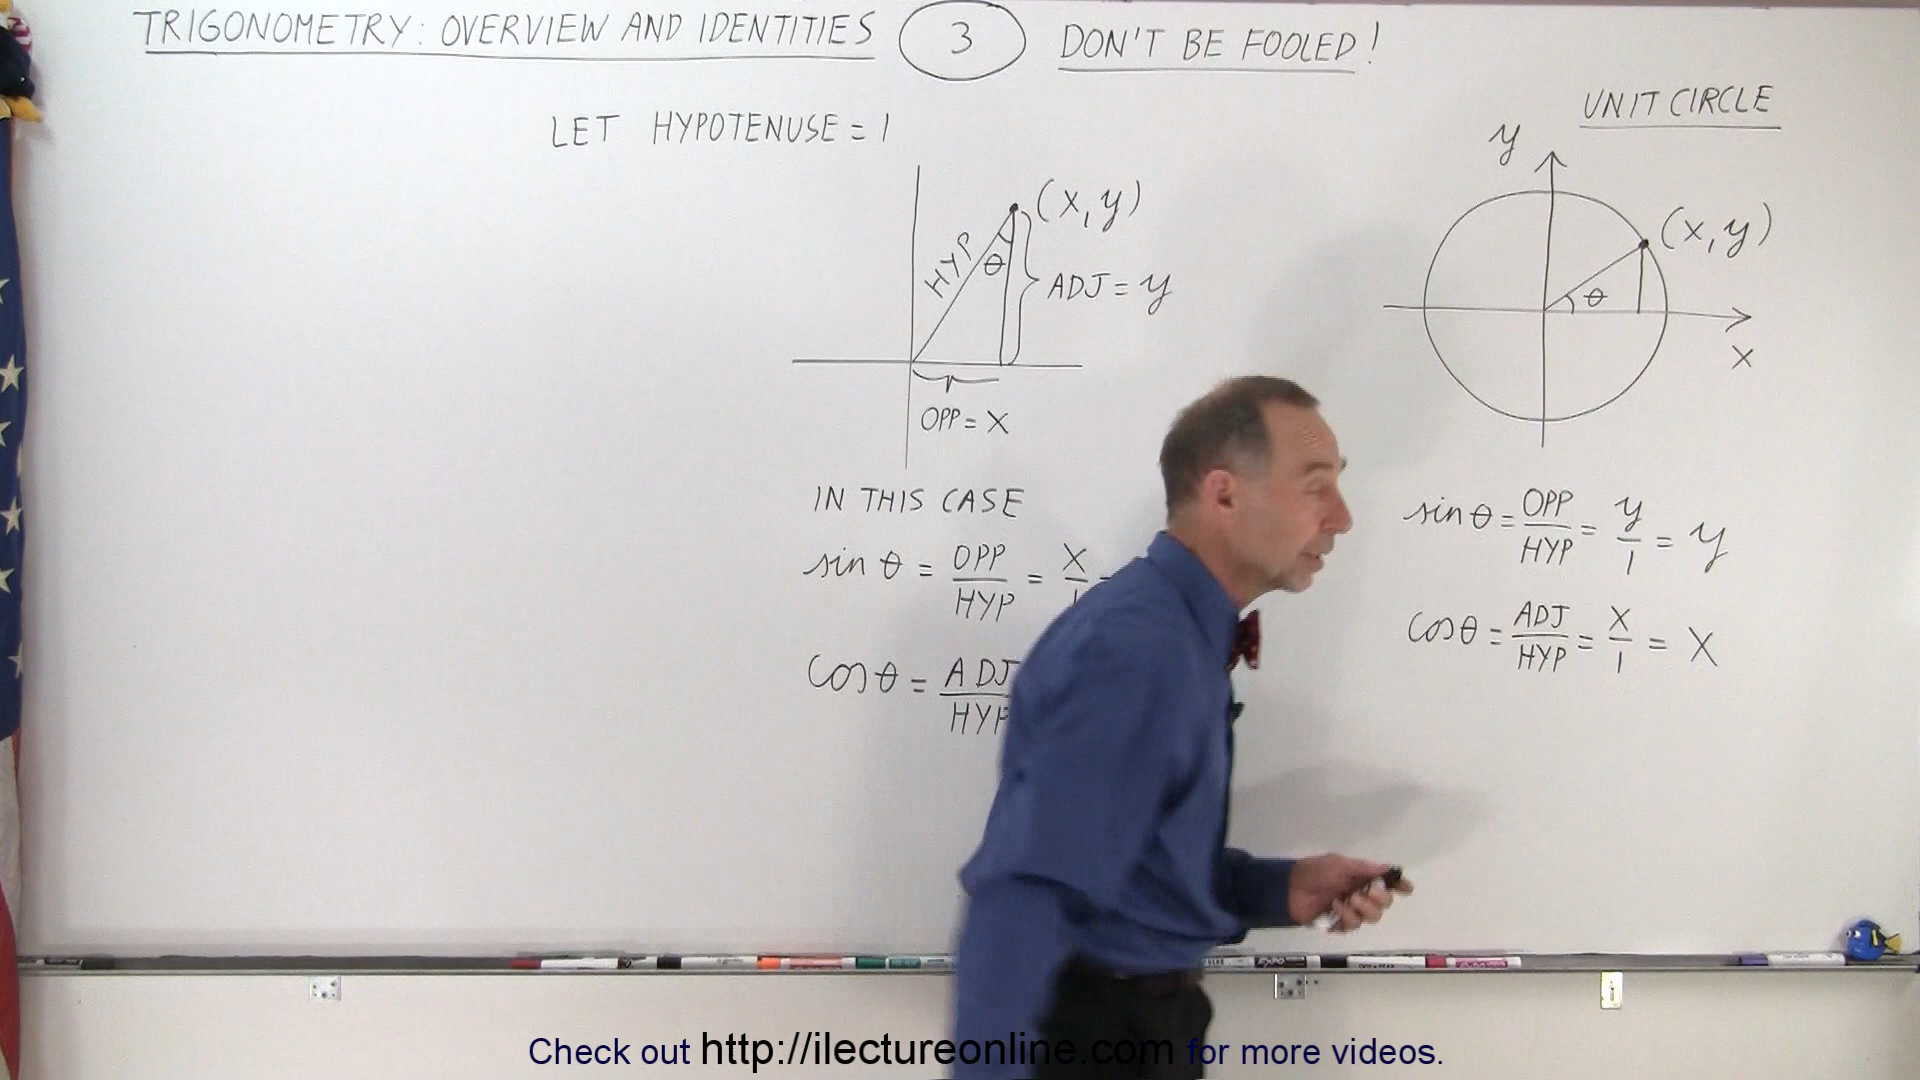 TRIGONOMETRY: OVERVIEW AND IDENTITIES 3 DON'T BE FOOLED!
LET HYPOTENUSE = 1
HYP
θ
(x, y)
ADJ = y
OPP = X
IN THIS CASE
sin θ = OPP/HYP = X/1 =
cos θ = ADJ/HYP
UNIT CIRCLE
y
(x, y)
θ
X
sin θ = OPP/HYP = y/1 = y
cos θ = ADJ/HYP = X/1 = X
EXPO
Check out http://ilectureonline.com for more videos.